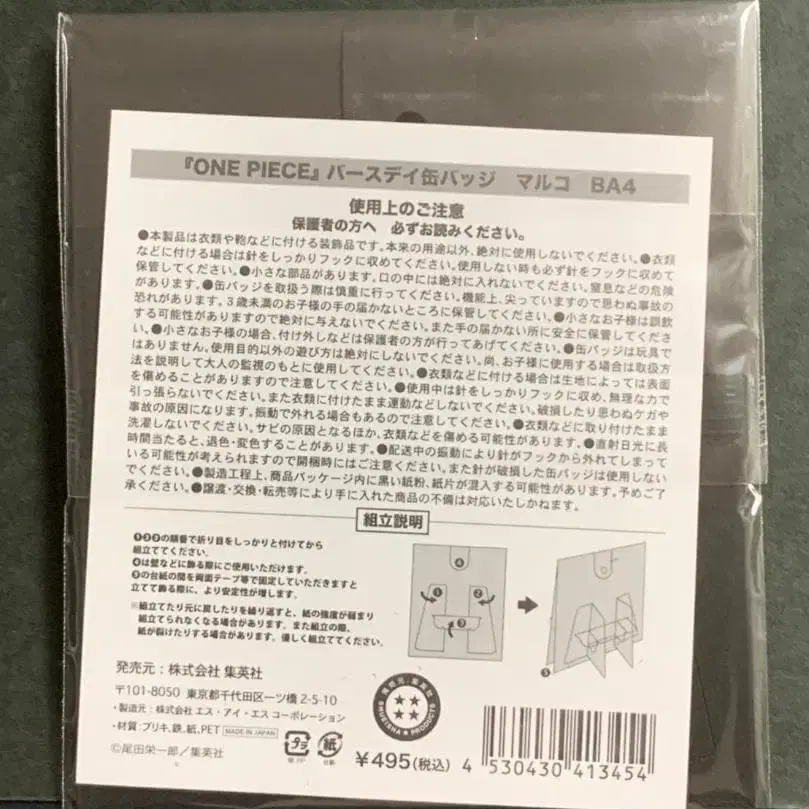 『ONE PIECE』バースデイ缶バッジ マルコ BA4
使用上のご注意
保護者の方へ 必ずお読みください。
●本製品は衣類や鞄などに付ける装飾品です。本来の用途以外、絶対に使用しないでください。●衣類
などに付ける場合は針をしっかりフックに収めてください。使用しない時も必ず針をフックに収めて
保管してください。●小さな部品があります。口の中には絶対に入れないでください。窒息などの危険
があります。●缶バッジを取扱う際は慎重に行ってください。機能上、尖っていますので思わぬ事故の
恐れがあります。3歳未満のお子様の手の届かないところに保管してください。●小さなお子様は誤飲
する可能性がありますので絶対に与えないでください。また手の届かない所に安全に保管してくださ
い。●小さなお子様の場合、付け外しなどは保護者の方が行ってあげてください。●缶バッジは玩具で
はありません。使用目的以外の遊び方は絶対にしないでください。尚、お子様に使用する場合は取扱方
法を説明して大人の監視のもとに使用してください。●衣類などに付ける場合は生地によっては表面
を傷めることがありますので注意してください。●使用中は針をしっかりフックに収め、無理な力で
引っ張らないでください。また衣類に付けたまま運動などしないでください。破損したり思わぬケガや
事故の原因になります。振動で外れる場合もあるので注意してください。●衣類などに取り付けたまま
洗濯しないでください。サビの原因となるほか、衣類などを傷める可能性があります。●直射日光に長
時間当たると、退色・変色することがあります。●配送中の振動により針がフックから外れてしまって
いる可能性が考えられますので開梱時にはご注意ください。また針が破損した缶バッジは使用しない
でください。●製造工程上、商品パッケージ内に黒い紙粉、紙片が混入する可能性があります。予めご了
承ください。●譲渡・交換・転売等により手に入れた商品の不備は対応いたしかねます。
組立説明
❶❷❸の順番で折り目をしっかりと付けてから
組立ててください。
❹は壁などに飾る際にご使用いただけます。
❺の台紙の間を両面テープ等で固定していただきますと
立てて飾る際に、より安定性が増します。
※組立てたり元に戻したりを繰り返すと、紙の強度が弱まり
組立てられなくなる場合があります。また組立の際、
紙が裂けたりする場合があります。優しく組立ててください。
❹
❶
❷
❸
❺
発売元：株式会社 集英社
〒101-8050 東京都千代田区一ツ橋 2-5-10
・製造元：株式会社 エス・アイ・エス コーポレーション
・材質：ブリキ、鉄、紙、PET MADE IN JAPAN
©尾田栄一郎／集英社
発売元：集英社
SHUEISHA PRODUCTS
プラ
紙
¥495(税込)
4 530430 413454